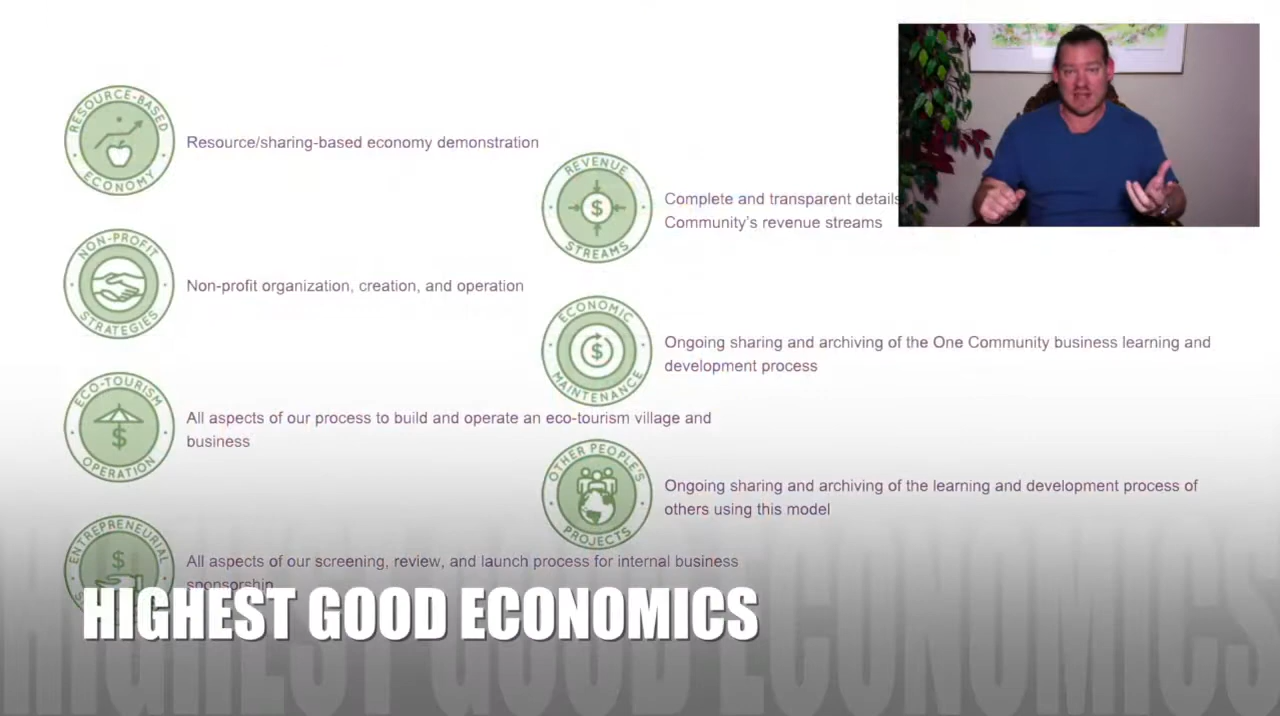 RESOURCE-BASED
ECONOMY
Resource/sharing-based economy demonstration
REVENUE
STREAMS
Complete and transparent details
Community's revenue streams
NON-PROFIT
STRATEGIES
Non-profit organization, creation, and operation
ECONOMIC
MAINTENANCE
Ongoing sharing and archiving of the One Community business learning and
development process
ECO-TOURISM
OPERATION
All aspects of our process to build and operate an eco-tourism village and
business
OTHER PEOPLE'S
PROJECTS
Ongoing sharing and archiving of the learning and development process of
others using this model
ENTREPRENEURIAL
All aspects of our screening, review, and launch process for internal business
sponsorship
HIGHEST GOOD ECONOMICS
HIGHEST GOOD ECONOMICS